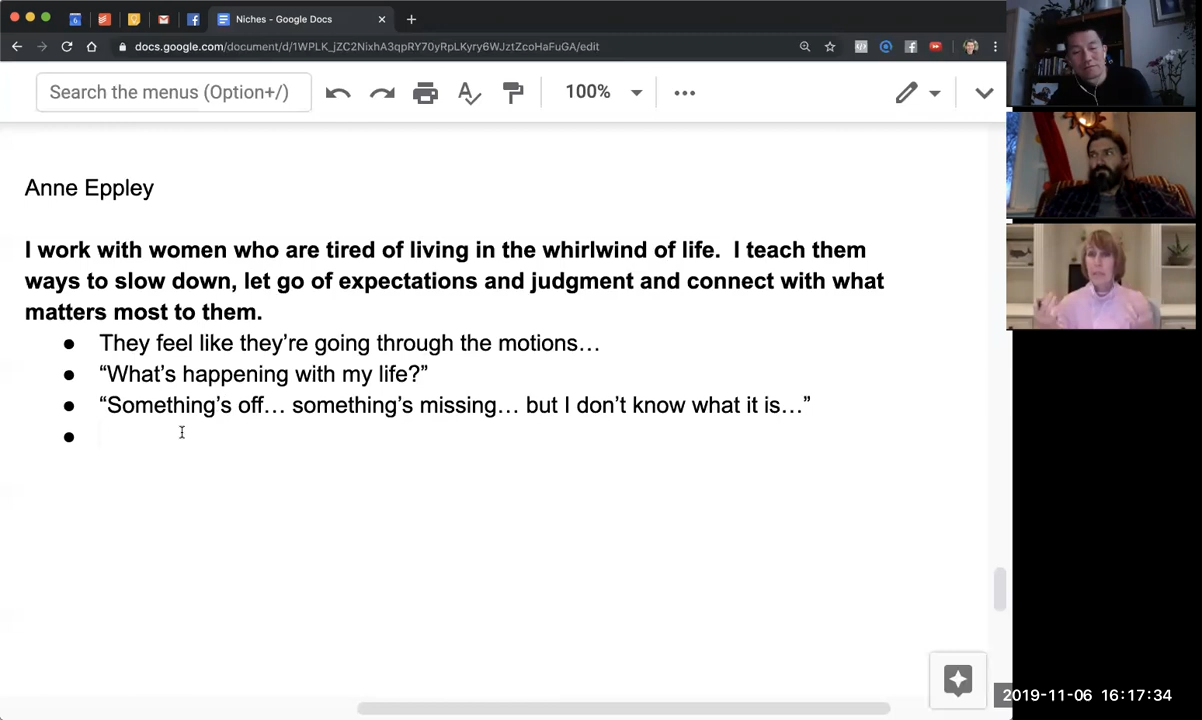 Niches - Google Docs
docs.google.com/document/d/1WPLK_jZC2NixhA3qpRY70yRpLKyry6WJztZcoHaFuGA/edit
Search the menus (Option+/)
100%
Anne Eppley
I work with women who are tired of living in the whirlwind of life.  I teach them
ways to slow down, let go of expectations and judgment and connect with what
matters most to them.
● They feel like they’re going through the motions…
● “What’s happening with my life?”
● “Something’s off… something’s missing… but I don’t know what it is…”
●
2019-11-06 16:17:34